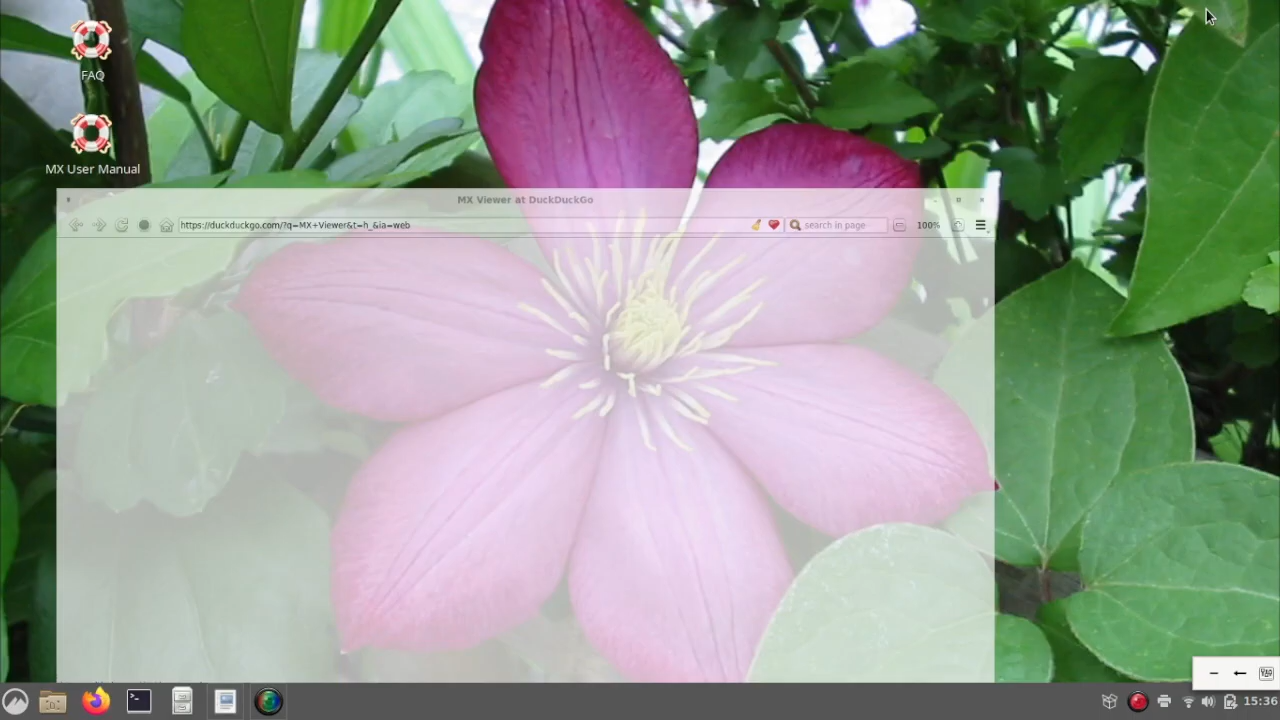 FAQ
MX User Manual
MX Viewer at DuckDuckGo
https://duckduckgo.com/?q=MX+Viewer&t=h_&ia=web
search in page
100%
15:36